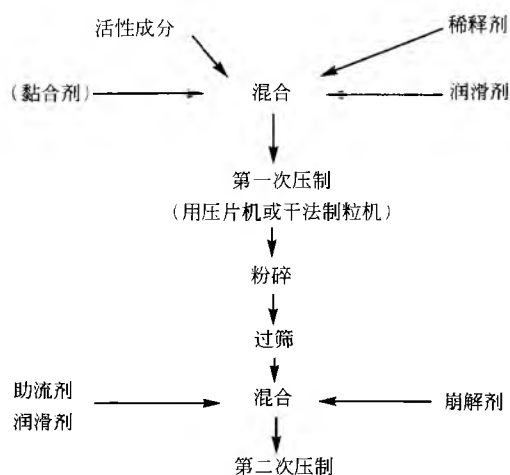 活性成分
稀释剂
(黏合剂)
混合
润滑剂
第一次压制
(用压片机或干法制粒机)
粉碎
过筛
助流剂
润滑剂
混合
崩解剂
第二次压制